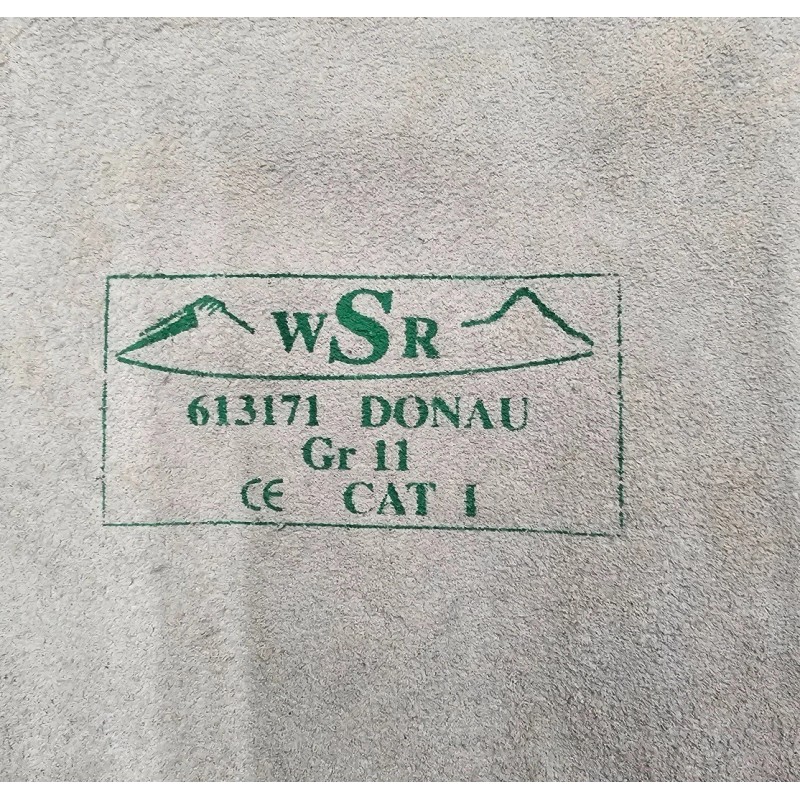 WSR
613171 DONAU
Gr 11
CE CAT I